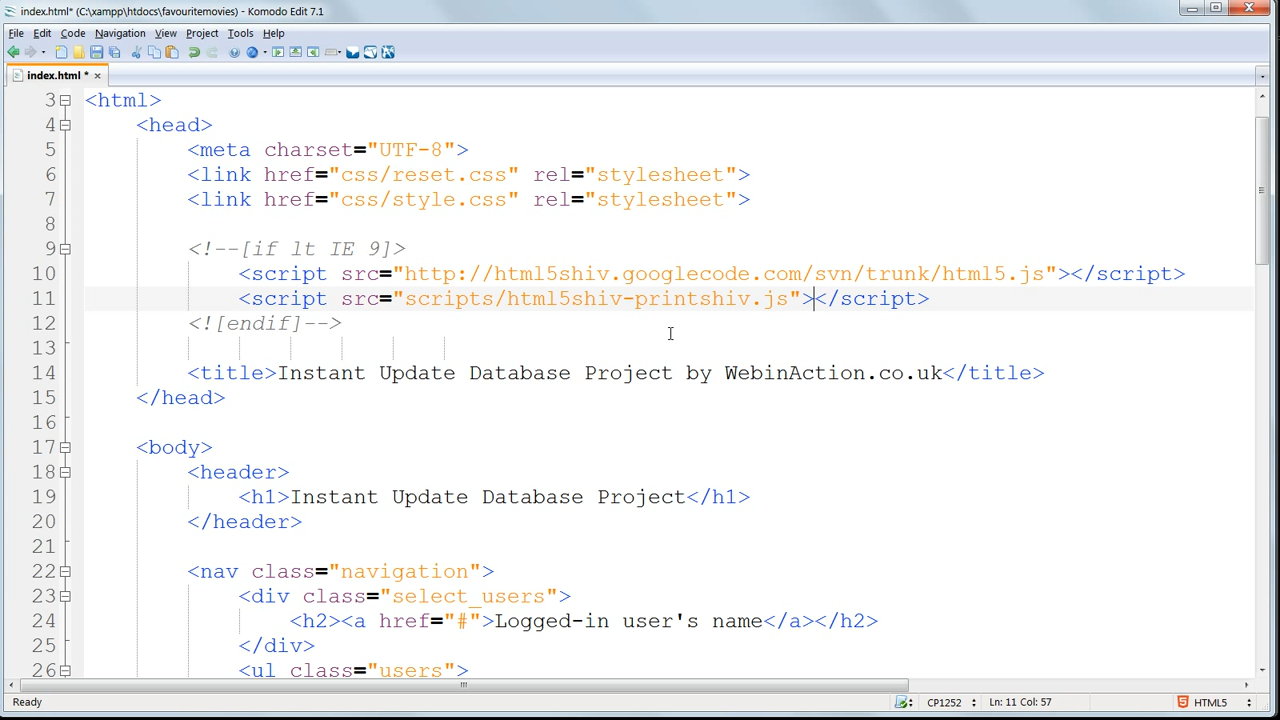 index.html* (C:\xampp\htdocs\favouritemovies) - Komodo Edit 7.1
File Edit Code Navigation View Project Tools Help
index.html *
3 <html>
4 <head>
5 <meta charset="UTF-8">
6 <link href="css/reset.css" rel="stylesheet">
7 <link href="css/style.css" rel="stylesheet">
8
9 <!--[if lt IE 9]>
10 <script src="http://html5shiv.googlecode.com/svn/trunk/html5.js"></script>
11 <script src="scripts/html5shiv-printshiv.js"></script>
12 <![endif]-->
13
14 <title>Instant Update Database Project by WebinAction.co.uk</title>
15 </head>
16
17 <body>
18 <header>
19 <h1>Instant Update Database Project</h1>
20 </header>
21
22 <nav class="navigation">
23 <div class="select_users">
24 <h2><a href="#">Logged-in user's name</a></h2>
25 </div>
26 <ul class="users">
Ready CP1252 Ln: 11 Col: 57 HTML5